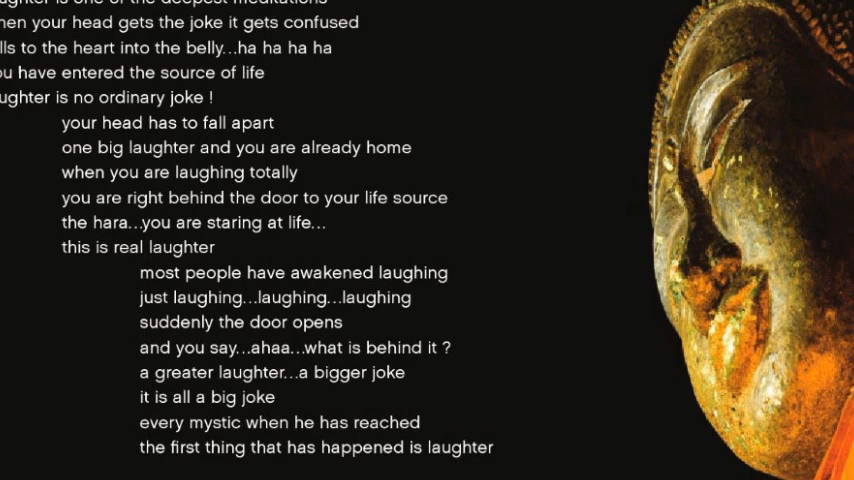 laughter is one of the deepest meditations
when your head gets the joke it gets confused
lls to the heart into the belly...ha ha ha ha
you have entered the source of life
laughter is no ordinary joke !
your head has to fall apart
one big laughter and you are already home
when you are laughing totally
you are right behind the door to your life source
the hara...you are staring at life...
this is real laughter
most people have awakened laughing
just laughing...laughing...laughing
suddenly the door opens
and you say...ahaa...what is behind it ?
a greater laughter...a bigger joke
it is all a big joke
every mystic when he has reached
the first thing that has happened is laughter